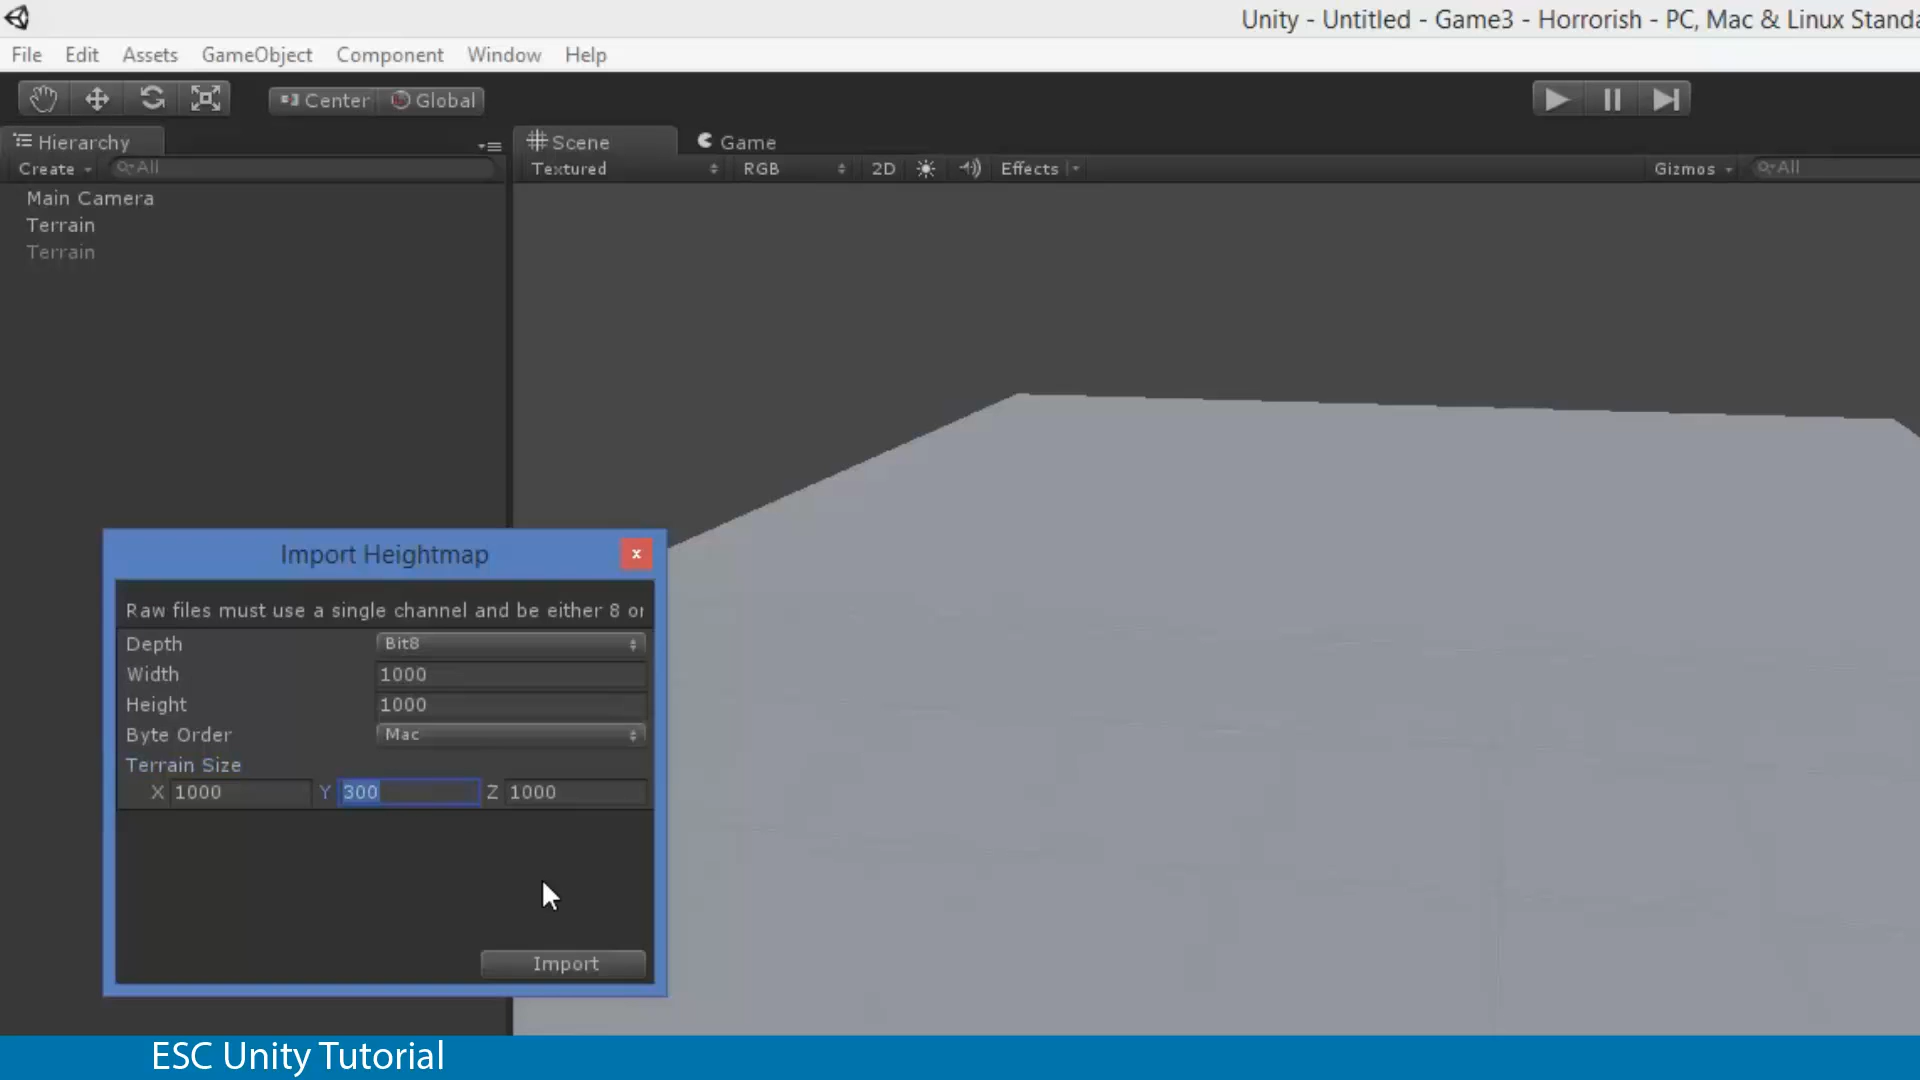 Unity - Untitled - Game3 - Horrorish - PC, Mac & Linux Standa
File Edit Assets GameObject Component Window Help
Center Global
Hierarchy
Scene Game
Create All
Textured RGB 2D Effects Gizmos All
Main Camera
Terrain
Terrain
Import Heightmap
x
Raw files must use a single channel and be either 8 or
Depth Bit8
Width 1000
Height 1000
Byte Order Mac
Terrain Size
X 1000 Y 300 Z 1000
Import
ESC Unity Tutorial